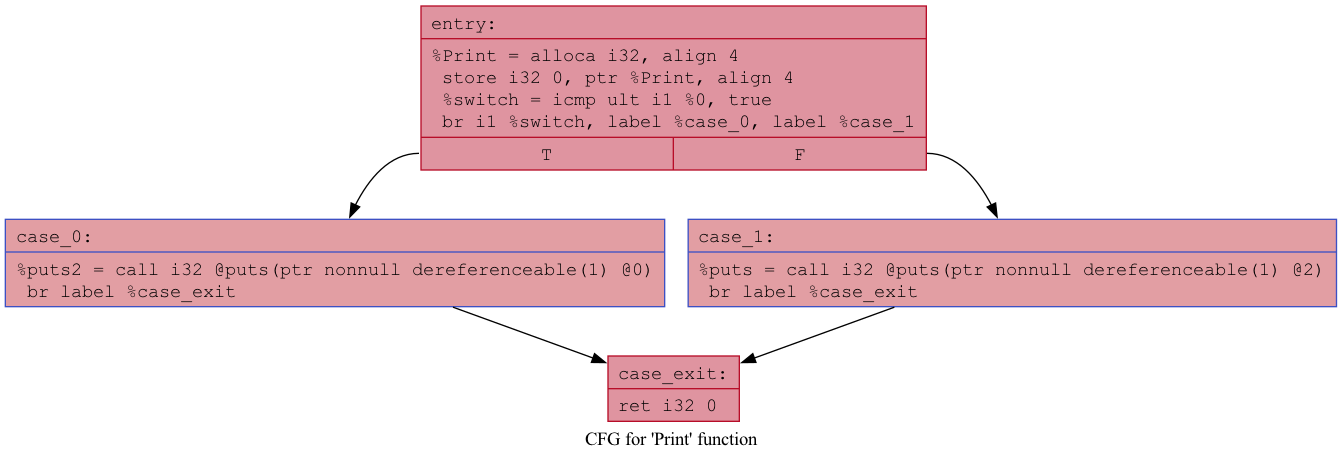 entry:
%Print = alloca i32, align 4
store i32 0, ptr %Print, align 4
%switch = icmp ult i1 %0, true
br i1 %switch, label %case_0, label %case_1
T
F
case_0:
%puts2 = call i32 @puts(ptr nonnull dereferenceable(1) @0)
br label %case_exit
case_1:
%puts = call i32 @puts(ptr nonnull dereferenceable(1) @2)
br label %case_exit
case_exit:
ret i32 0
CFG for 'Print' function